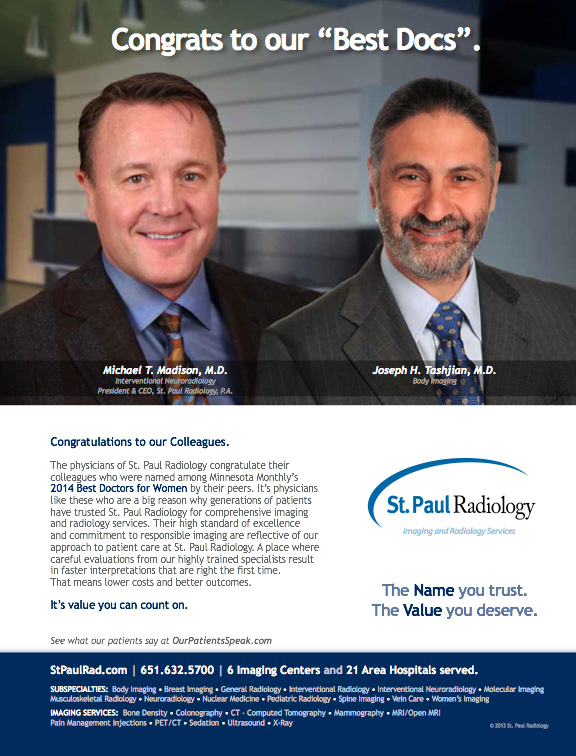 Congrats to our “Best Docs”.
Michael T. Madison, M.D.
Interventional Neuroradiology
President & CEO, St. Paul Radiology, P.A.
Joseph H. Tashjian, M.D.
Body Imaging
Congratulations to our Colleagues.
The physicians of St. Paul Radiology congratulate their
colleagues who were named among Minnesota Monthly’s
2014 Best Doctors for Women by their peers. It’s physicians
like these who are a big reason why generations of patients
have trusted St. Paul Radiology for comprehensive imaging
and radiology services. Their high standard of excellence
and commitment to responsible imaging are reflective of our
approach to patient care at St. Paul Radiology. A place where
careful evaluations from our highly trained specialists result
in faster interpretations that are right the first time.
That means lower costs and better outcomes.
It’s value you can count on.
See what our patients say at OurPatientsSpeak.com
St.Paul Radiology
Imaging and Radiology Services
The Name you trust.
The Value you deserve.
StPaulRad.com | 651.632.5700 | 6 Imaging Centers and 21 Area Hospitals served.
SUBSPECIALTIES: Body Imaging • Breast Imaging • General Radiology • Interventional Radiology • Interventional Neuroradiology • Molecular Imaging
Musculoskeletal Radiology • Neuroradiology • Nuclear Medicine • Pediatric Radiology • Spine Imaging • Vein Care • Women’s Imaging
IMAGING SERVICES: Bone Density • Colonography • CT – Computed Tomography • Mammography • MRI/Open MRI
Pain Management Injections • PET/CT • Sedation • Ultrasound • X-Ray
© 2013 St. Paul Radiology